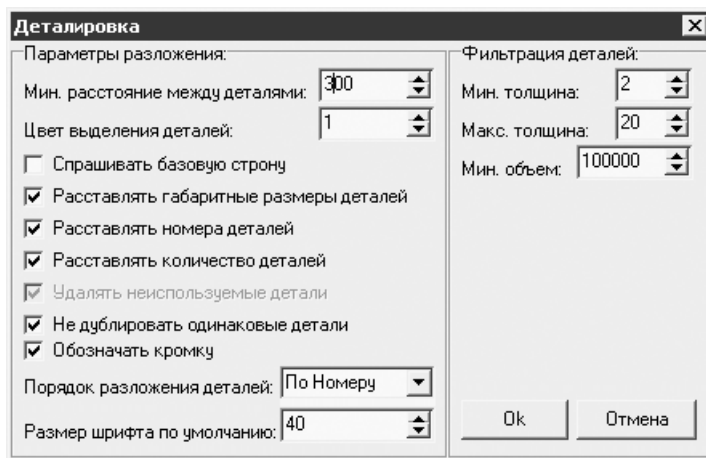 Деталировка
Параметры разложения:
Мин. расстояние между деталями: 300
Цвет выделения деталей: 1
Спрашивать базовую строну
Расставлять габаритные размеры деталей
Расставлять номера деталей
Расставлять количество деталей
Удалять неиспользуемые детали
Не дублировать одинаковые детали
Обозначать кромку
Порядок разложения деталей: По Номеру
Размер шрифта по умолчанию: 40
Фильтрация деталей:
Мин. толщина: 2
Макс. толщина: 20
Мин. объем: 100000
Ok Отмена